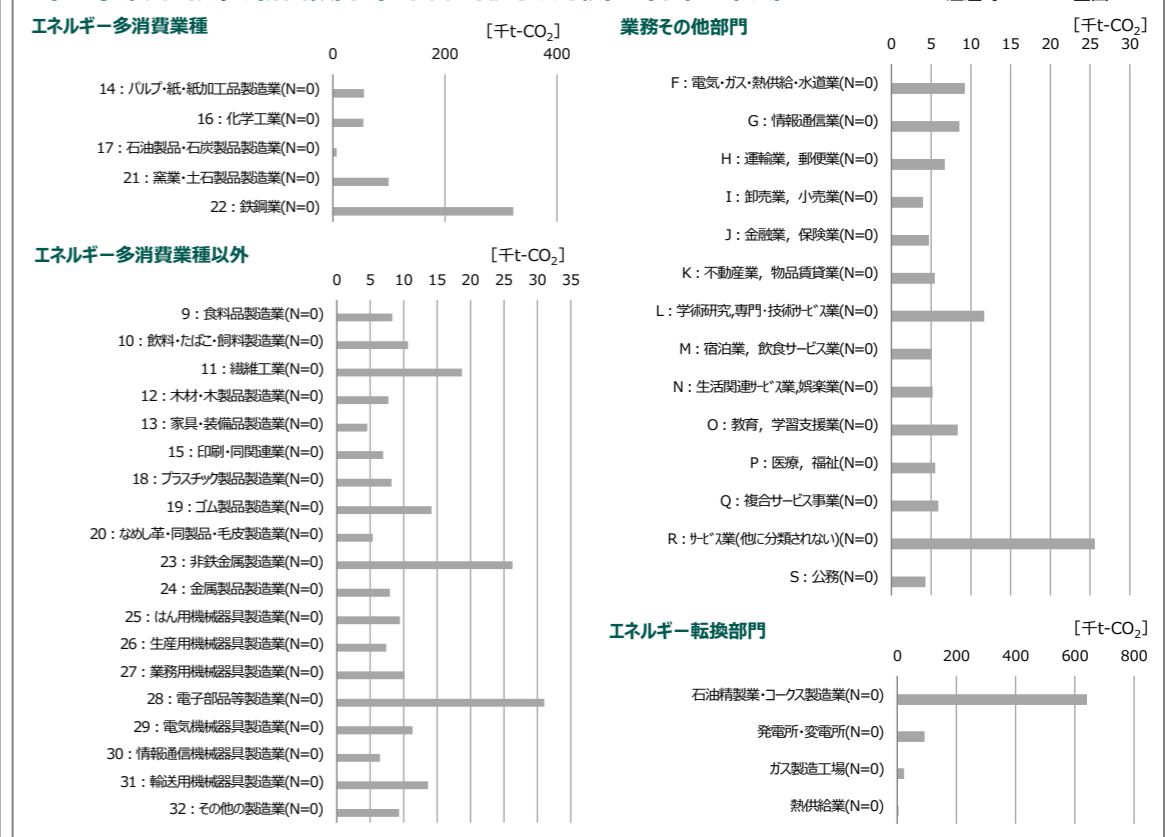 エネルギー多消費業種
[千t-CO₂]
0 200 400
14：パルプ・紙・紙加工品製造業(N=0)
16：化学工業(N=0)
17：石油製品・石炭製品製造業(N=0)
21：窯業・土石製品製造業(N=0)
22：鉄鋼業(N=0)
エネルギー多消費業種以外
[千t-CO₂]
0 5 10 15 20 25 30 35
9：食料品製造業(N=0)
10：飲料・たばこ・飼料製造業(N=0)
11：繊維工業(N=0)
12：木材・木製品製造業(N=0)
13：家具・装備品製造業(N=0)
15：印刷・同関連業(N=0)
18：プラスチック製品製造業(N=0)
19：ゴム製品製造業(N=0)
20：なめし革・同製品・毛皮製造業(N=0)
23：非鉄金属製造業(N=0)
24：金属製品製造業(N=0)
25：はん用機械器具製造業(N=0)
26：生産用機械器具製造業(N=0)
27：業務用機械器具製造業(N=0)
28：電子部品等製造業(N=0)
29：電気機械器具製造業(N=0)
30：情報通信機械器具製造業(N=0)
31：輸送用機械器具製造業(N=0)
32：その他の製造業(N=0)
業務その他部門
[千t-CO₂]
0 5 10 15 20 25 30
F：電気・ガス・熱供給・水道業(N=0)
G：情報通信業(N=0)
H：運輸業，郵便業(N=0)
I：卸売業，小売業(N=0)
J：金融業，保険業(N=0)
K：不動産業，物品賃貸業(N=0)
L：学術研究,専門・技術サービス業(N=0)
M：宿泊業，飲食サービス業(N=0)
N：生活関連サービス業,娯楽業(N=0)
O：教育，学習支援業(N=0)
P：医療，福祉(N=0)
Q：複合サービス事業(N=0)
R：サービス業(他に分類されない)(N=0)
S：公務(N=0)
エネルギー転換部門
[千t-CO₂]
0 200 400 600 800
石油精製業・コークス製造業(N=0)
発電所・変電所(N=0)
ガス製造工場(N=0)
熱供給業(N=0)